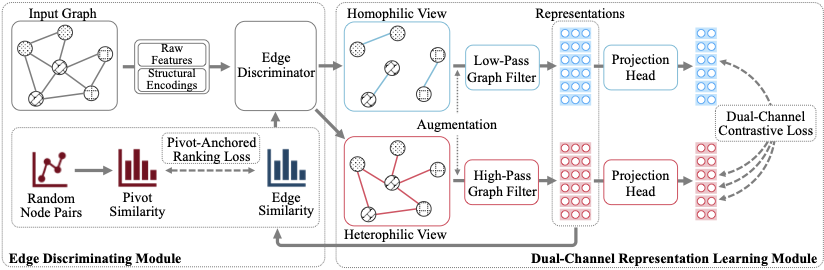 Input Graph
Raw
Features
Structural
Encodings
Edge
Discriminator
Pivot-Anchored
Ranking Loss
Random
Node Pairs
Pivot
Similarity
Edge
Similarity
Edge Discriminating Module
Homophilic View
Low-Pass
Graph Filter
Representations
Projection
Head
Augmentation
Dual-Channel
Contrastive Loss
High-Pass
Graph Filter
Projection
Head
Heterophilic View
Dual-Channel Representation Learning Module